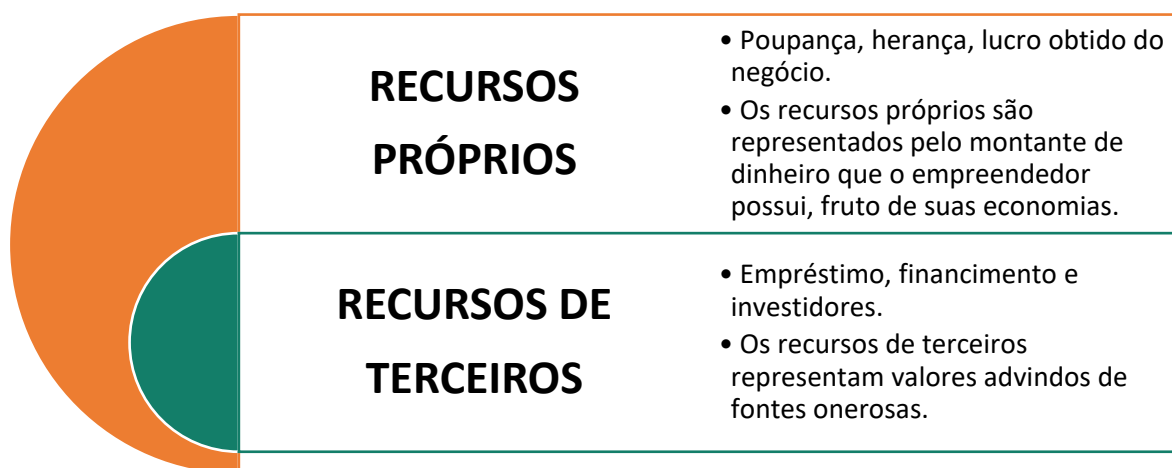 RECURSOS
PRÓPRIOS
• Poupança, herança, lucro obtido do
negócio.
• Os recursos próprios são
representados pelo montante de
dinheiro que o empreendedor
possui, fruto de suas economias.
RECURSOS DE
TERCEIROS
• Empréstimo, financimento e
investidores.
• Os recursos de terceiros
representam valores advindos de
fontes onerosas.